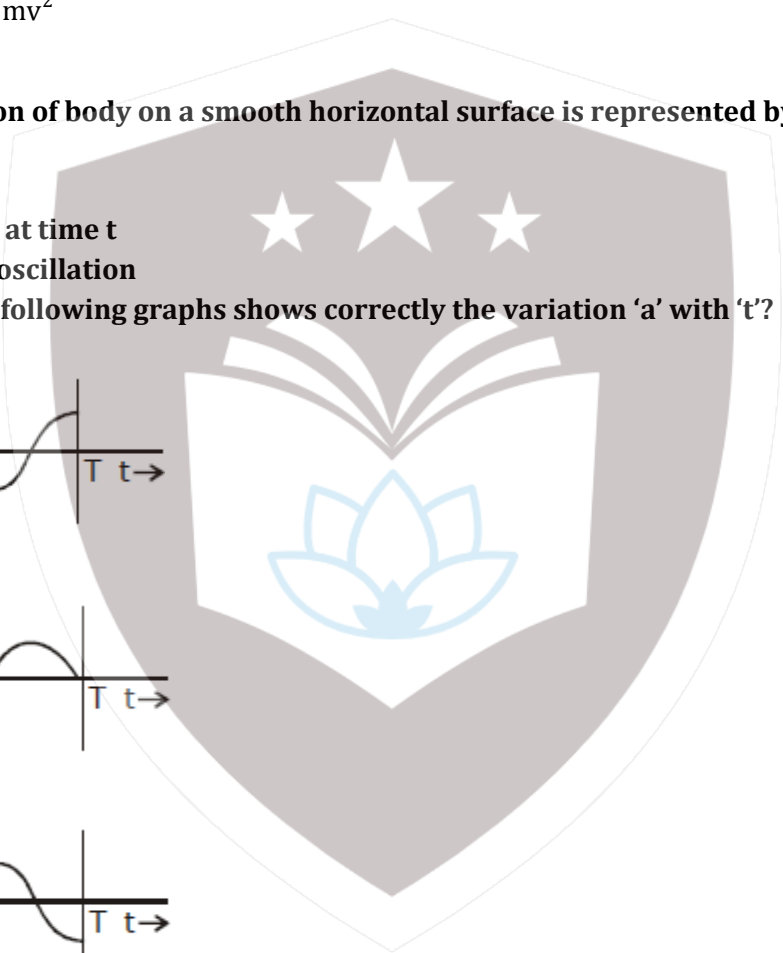 mv²
on of body on a smooth horizontal surface is represented by
at time t
oscillation
following graphs shows correctly the variation ‘a’ with ‘t’?
T t→
T t→
T t→